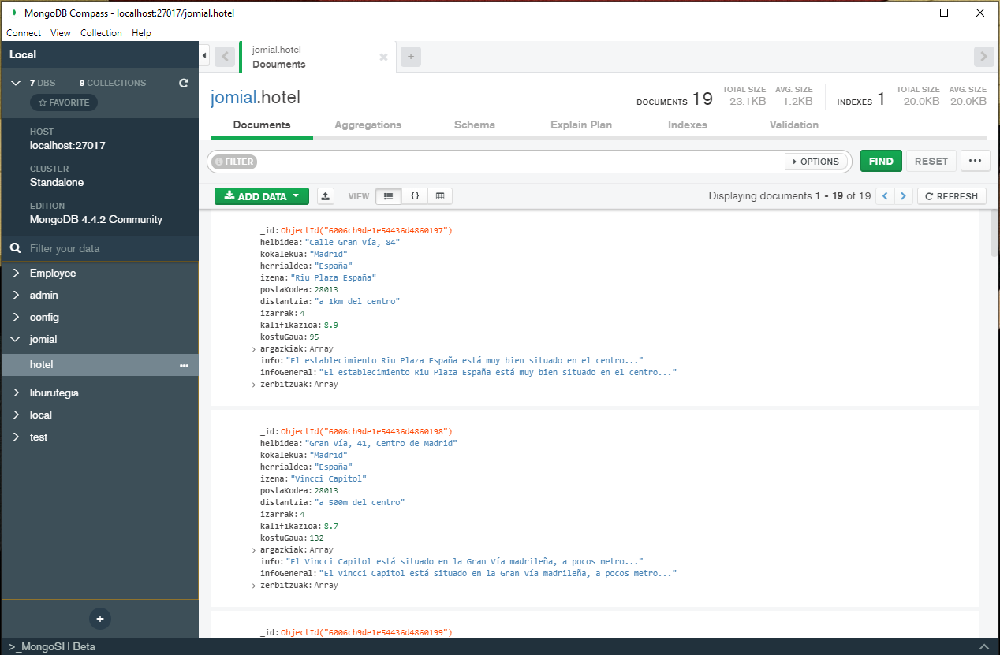 MongoDB Compass - localhost:27017/jomial.hotel
Connect View Collection Help
Local
7 DBS 9 COLLECTIONS
FAVORITE
HOST
localhost:27017
CLUSTER
Standalone
EDITION
MongoDB 4.4.2 Community
Filter your data
Employee
admin
config
jomial
hotel
liburutegia
local
test
>_MongoSH Beta
jomial.hotel
Documents
jomial.hotel
DOCUMENTS 19 TOTAL SIZE 23.1KB AVG. SIZE 1.2KB INDEXES 1 TOTAL SIZE 20.0KB AVG. SIZE 20.0KB
Documents Aggregations Schema Explain Plan Indexes Validation
FILTER OPTIONS FIND RESET
ADD DATA VIEW { } Displaying documents 1 - 19 of 19 REFRESH
_id: ObjectId("6006cb9de1e54436d4860197")
helbidea: "Calle Gran Vía, 84"
kokalekua: "Madrid"
herrialdea: "España"
izena: "Riu Plaza España"
postaKodea: 28013
distantzia: "a 1km del centro"
izarrak: 4
kalifikazioa: 8.9
kostuGaua: 95
argazkiak: Array
info: "El establecimiento Riu Plaza España está muy bien situado en el centro..."
infoGeneral: "El establecimiento Riu Plaza España está muy bien situado en el centro..."
zerbitzuak: Array
_id: ObjectId("6006cb9de1e54436d4860198")
helbidea: "Gran Vía, 41, Centro de Madrid"
kokalekua: "Madrid"
herrialdea: "España"
izena: "Vincci Capitol"
postaKodea: 28013
distantzia: "a 500m del centro"
izarrak: 4
kalifikazioa: 8.7
kostuGaua: 132
argazkiak: Array
info: "El Vincci Capitol está situado en la Gran Vía madrileña, a pocos metro..."
infoGeneral: "El Vincci Capitol está situado en la Gran Vía madrileña, a pocos metro..."
zerbitzuak: Array
_id: ObjectId("6006cb9de1e54436d4860199")